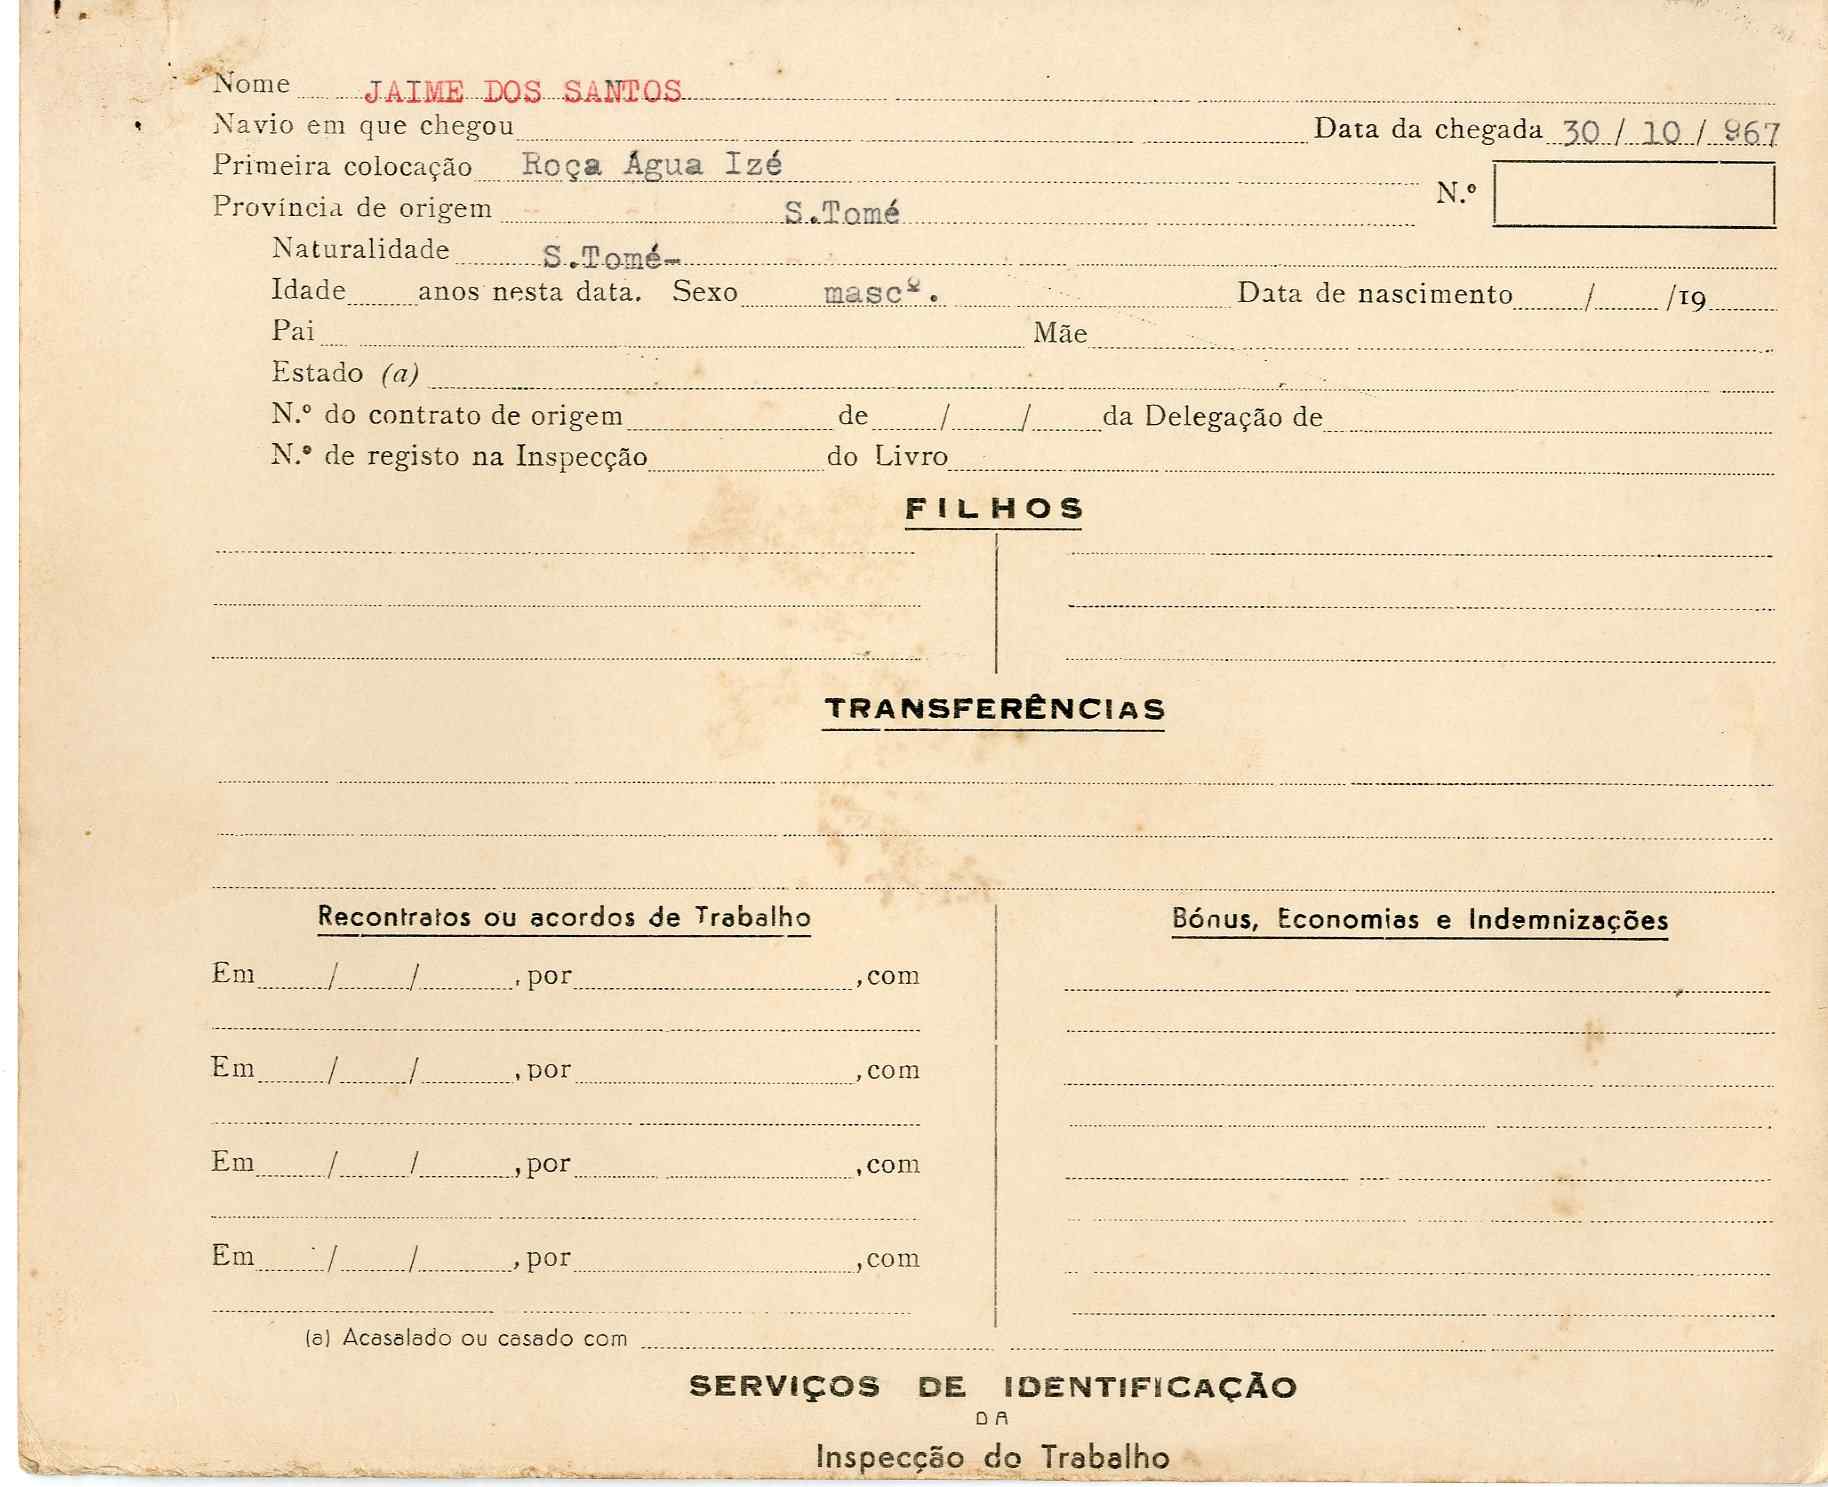 Nome JAIME DOS SANTOS
Navio em que chegou Data da chegada 30 / 10 / 967
Primeira colocação Roça Água Izé
N.º
Província de origem S.Tomé
Naturalidade S.Tomé-
Idade anos nesta data. Sexo mascº. Data de nascimento / /19
Pai Mãe
Estado (a)
N.º do contrato de origem de / / da Delegação de
N.º de registo na Inspecção do Livro
FILHOS
TRANSFERÊNCIAS
Recontratos ou acordos de Trabalho
Em / / , por , com
Em / / , por , com
Em / / , por , com
Em / / , por , com
Bónus, Economias e Indemnizações
(a) Acasalado ou casado com
SERVIÇOS DE IDENTIFICAÇÃO
DA
Inspecção do Trabalho